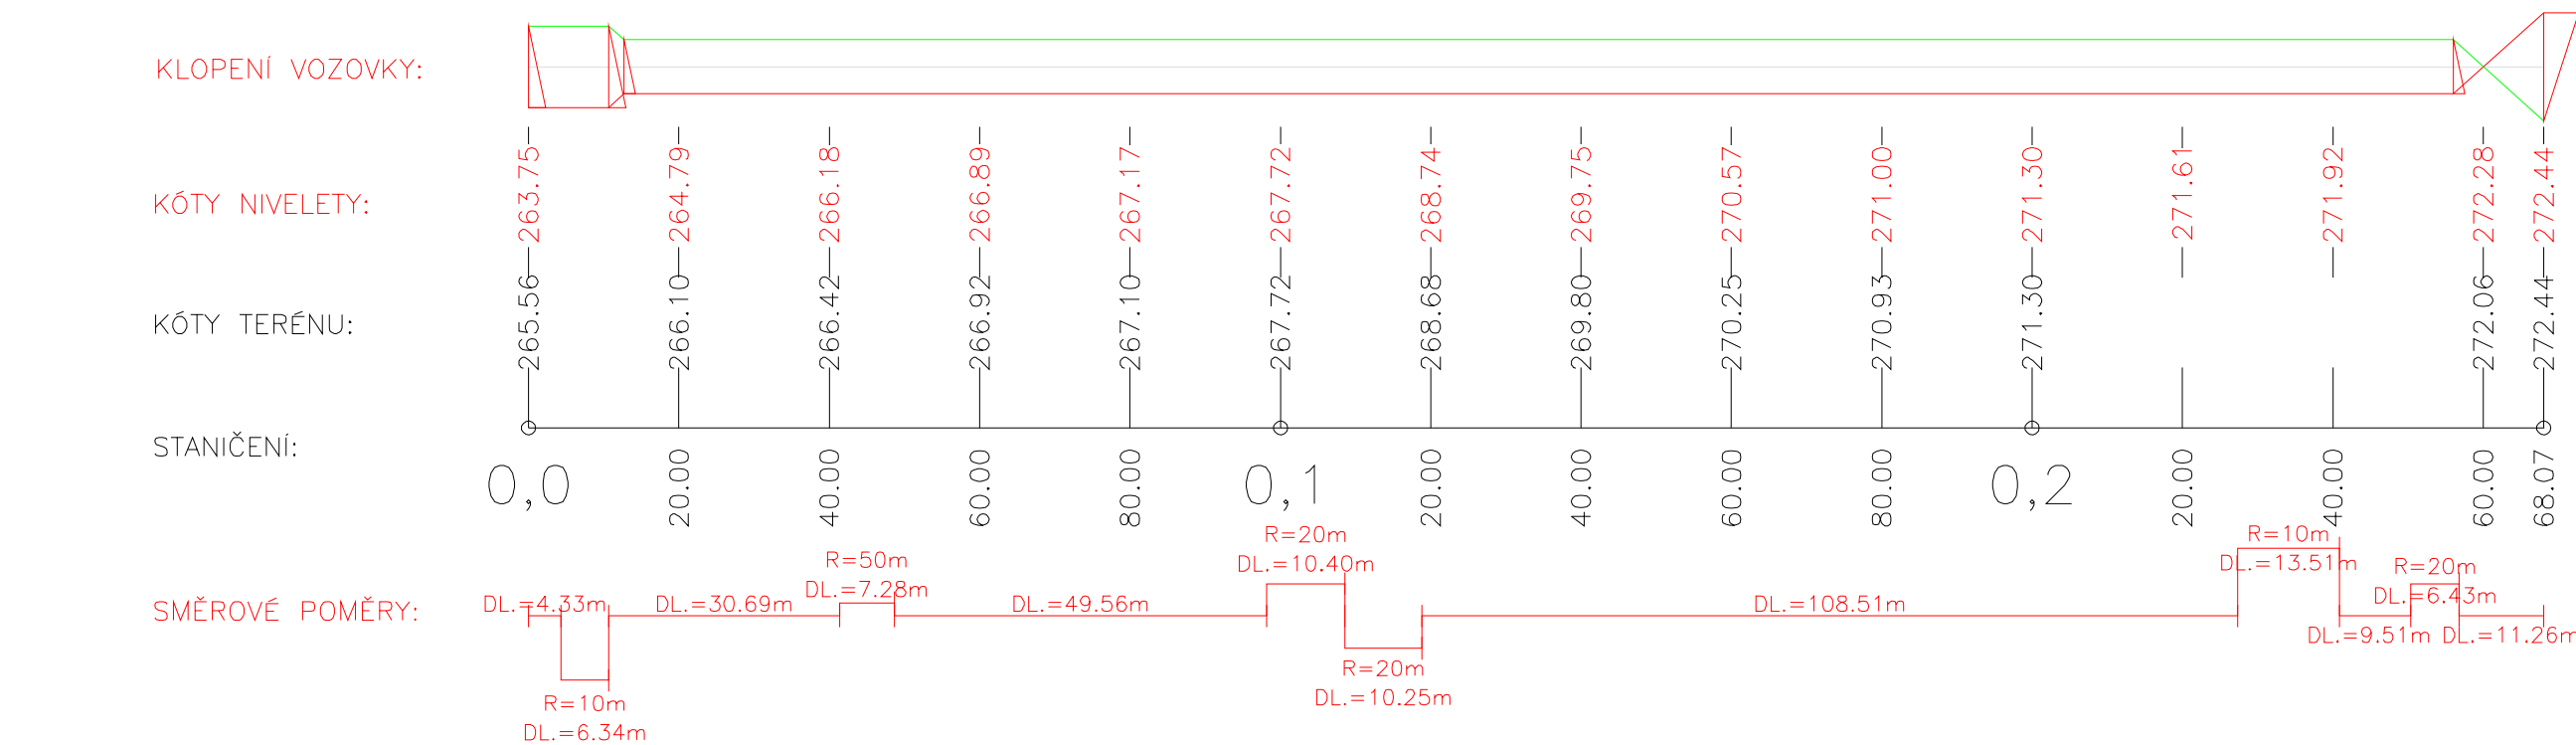 KLOPENÍ VOZOVKY:
KÓTY NIVELETY:
263.75
264.79
266.18
266.89
267.17
267.72
268.74
269.75
270.57
271.00
271.30
271.61
271.92
272.28
272.44
KÓTY TERÉNU:
265.56
266.10
266.42
266.92
267.10
267.72
268.68
269.80
270.25
270.93
271.30
272.06
272.44
STANIČENÍ:
0,0
20.00
40.00
60.00
80.00
0,1
20.00
40.00
60.00
80.00
0,2
20.00
40.00
60.00
68.07
SMĚROVÉ POMĚRY:
DL.=4.33m
R=10m
DL.=6.34m
DL.=30.69m
R=50m
DL.=7.28m
DL.=49.56m
R=20m
DL.=10.40m
R=20m
DL.=10.25m
DL.=108.51m
R=10m
DL.=13.51m
DL.=9.51m
R=20m
DL.=6.43m
DL.=11.26m